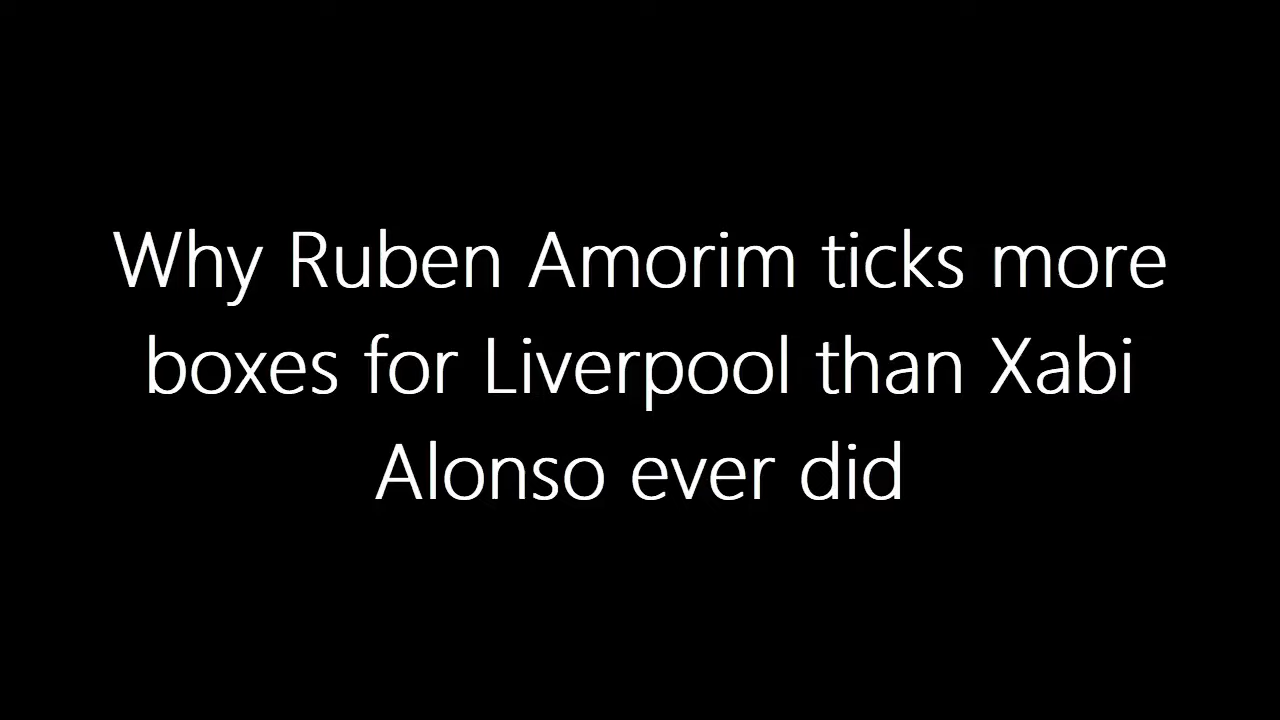 Why Ruben Amorim ticks more
boxes for Liverpool than Xabi
Alonso ever did